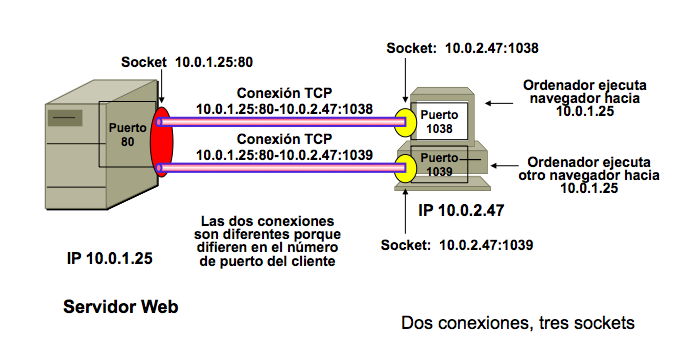 Socket 10.0.1.25:80
Socket: 10.0.2.47:1038
Conexión TCP
10.0.1.25:80-10.0.2.47:1038
Ordenador ejecuta
navegador hacia
10.0.1.25
Puerto
80
Puerto
1038
Conexión TCP
10.0.1.25:80-10.0.2.47:1039
Puerto
1039
Ordenador ejecuta
otro navegador hacia
10.0.1.25
IP 10.0.2.47
Las dos conexiones
son diferentes porque
difieren en el número
de puerto del cliente
Socket: 10.0.2.47:1039
IP 10.0.1.25
Servidor Web
Dos conexiones, tres sockets